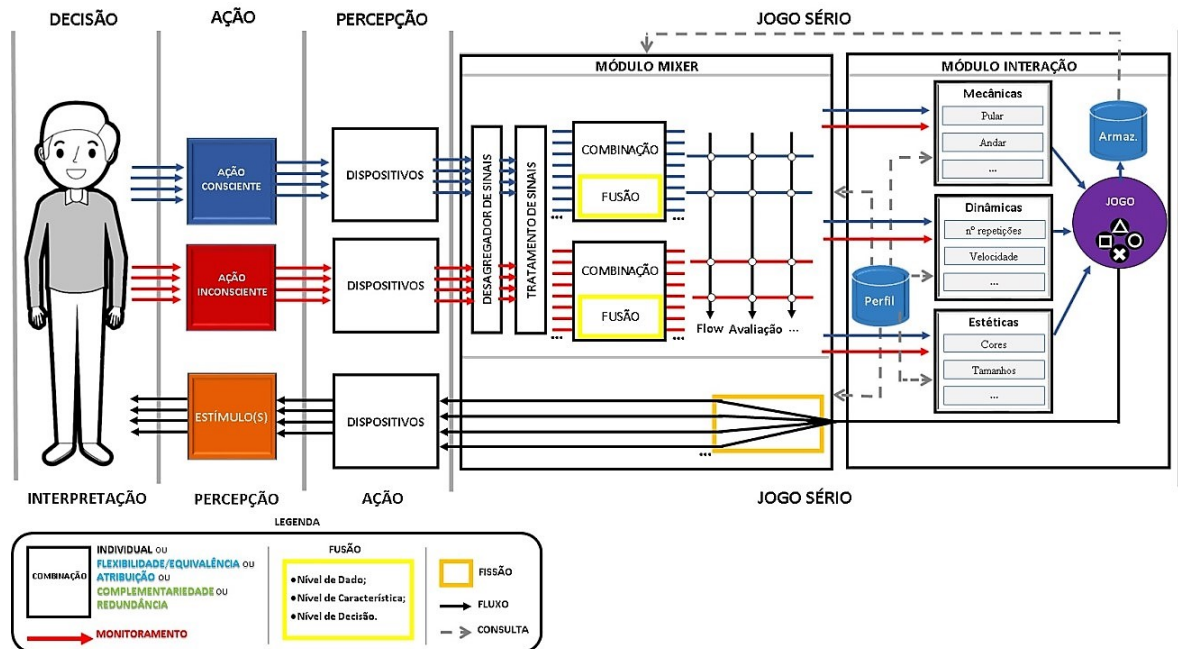 DECISÃO
AÇÃO
PERCEPÇÃO
JOGO SÉRIO
MÓDULO MIXER
MÓDULO INTERAÇÃO
AÇÃO
CONSCIENTE
DISPOSITIVOS
AÇÃO
INCONSCIENTE
DISPOSITIVOS
DESAGREGADOR DE SINAIS
TRATAMENTO DE SINAIS
COMBINAÇÃO
FUSÃO
...
...
COMBINAÇÃO
FUSÃO
...
...
Flow
Avaliação
...
Perfil
Mecânicas
Pular
Andar
...
Dinâmicas
nº repetições
Velocidade
...
Estéticas
Cores
Tamanhos
...
Armaz.
JOGO
ESTÍMULO(S)
DISPOSITIVOS
...
INTERPRETAÇÃO
PERCEPÇÃO
AÇÃO
JOGO SÉRIO
LEGENDA
COMBINAÇÃO
INDIVIDUAL OU
FLEXIBILIDADE/EQUIVALÊNCIA OU
ATRIBUIÇÃO OU
COMPLEMENTARIEDADE OU
REDUNDÂNCIA
MONITORAMENTO
FUSÃO
●Nível de Dado;
●Nível de Característica;
●Nível de Decisão.
FISSÃO
FLUXO
CONSULTA